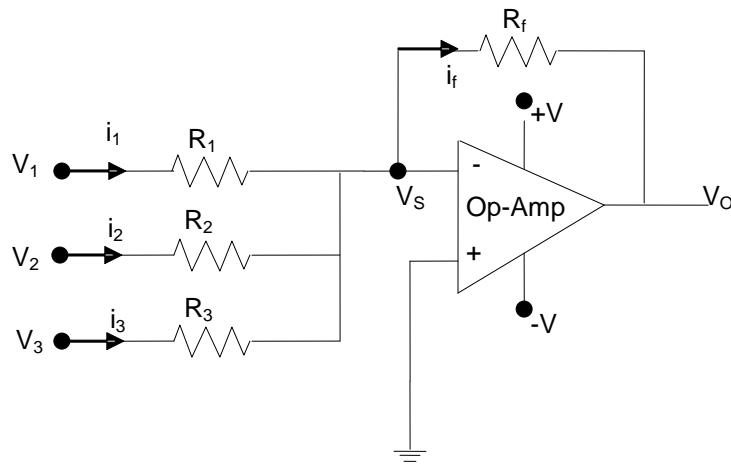 R_f
i_f
+V
i_1
R_1
V_1
-
V_S
Op-Amp
V_O
i_2
R_2
V_2
+
i_3
R_3
V_3
-V